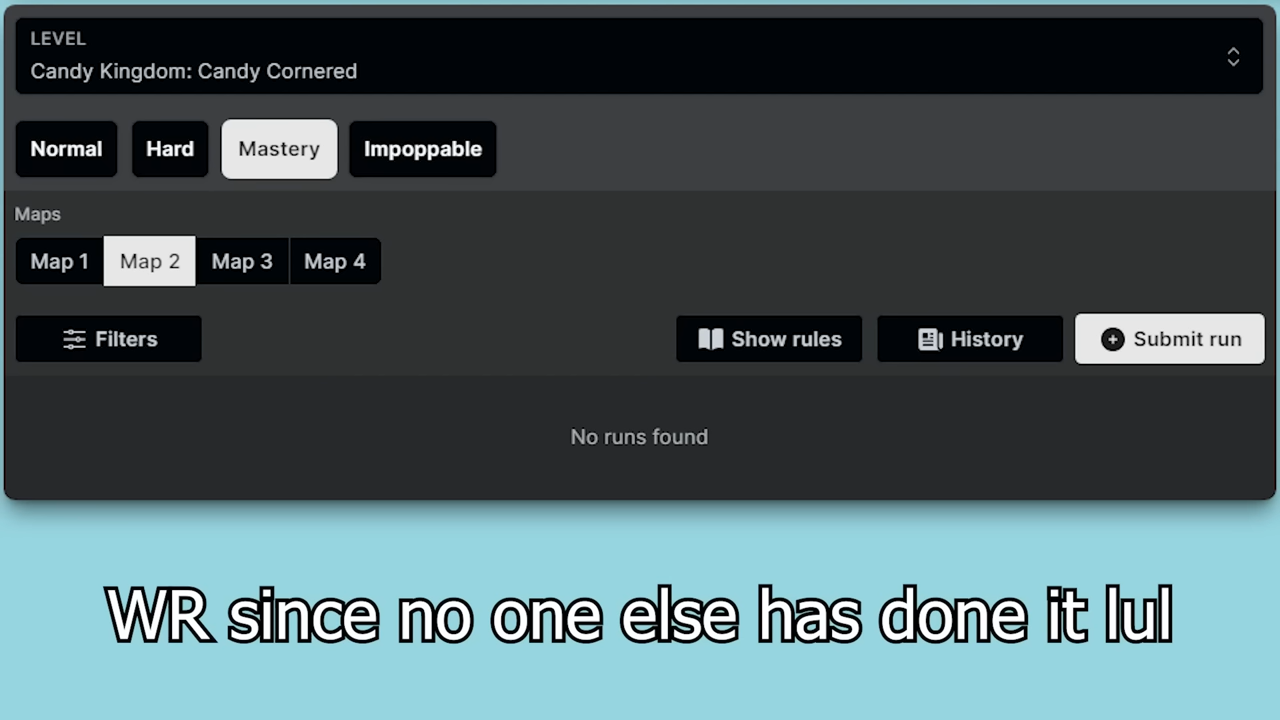 LEVEL
Candy Kingdom: Candy Cornered
Normal Hard Mastery Impoppable
Maps
Map 1 Map 2 Map 3 Map 4
Filters Show rules History Submit run
No runs found
WR since no one else has done it lul